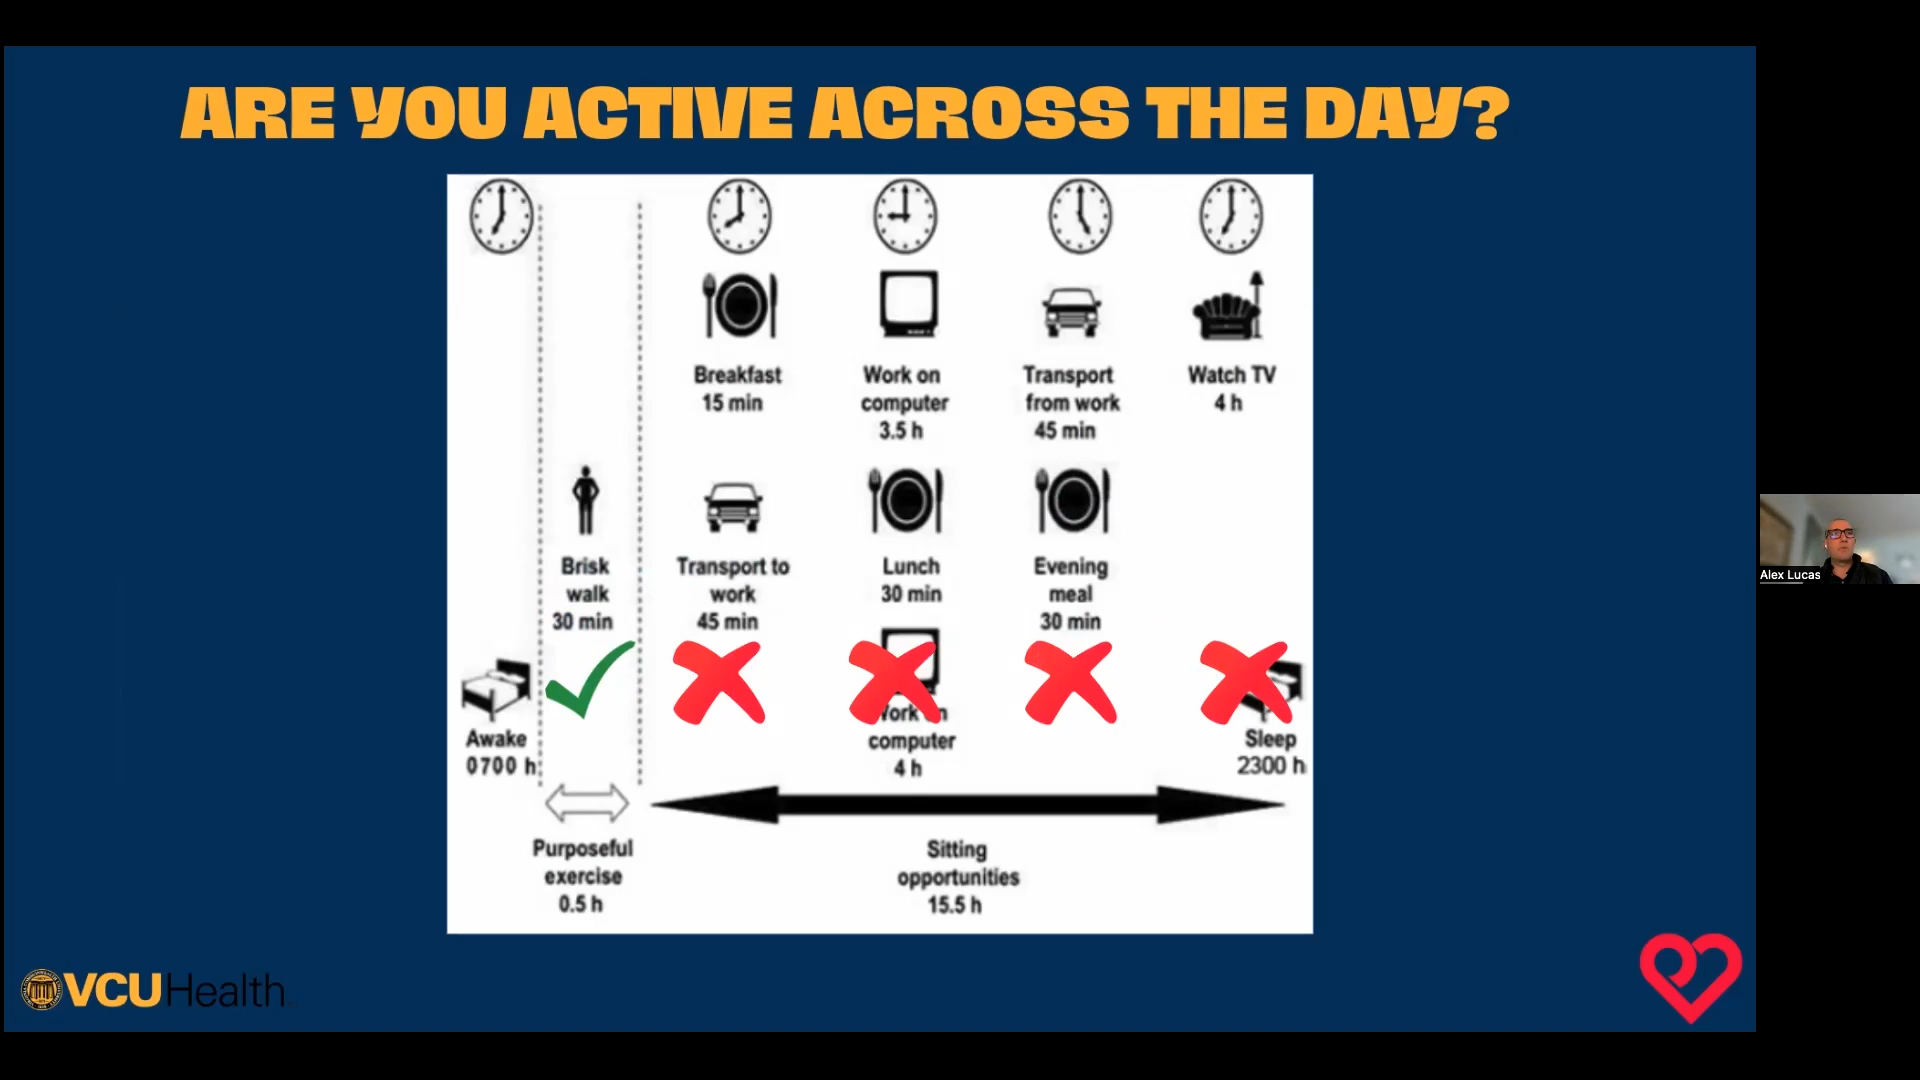 ARE YOU ACTIVE ACROSS THE DAY?
Breakfast
15 min
Work on
computer
3.5 h
Transport
from work
45 min
Watch TV
4 h
Brisk
walk
30 min
Transport to
work
45 min
Lunch
30 min
Evening
meal
30 min
Awake
0700 h
Work on
computer
4 h
Sleep
2300 h
Purposeful
exercise
0.5 h
Sitting
opportunities
15.5 h
VCUHealth
Alex Lucas